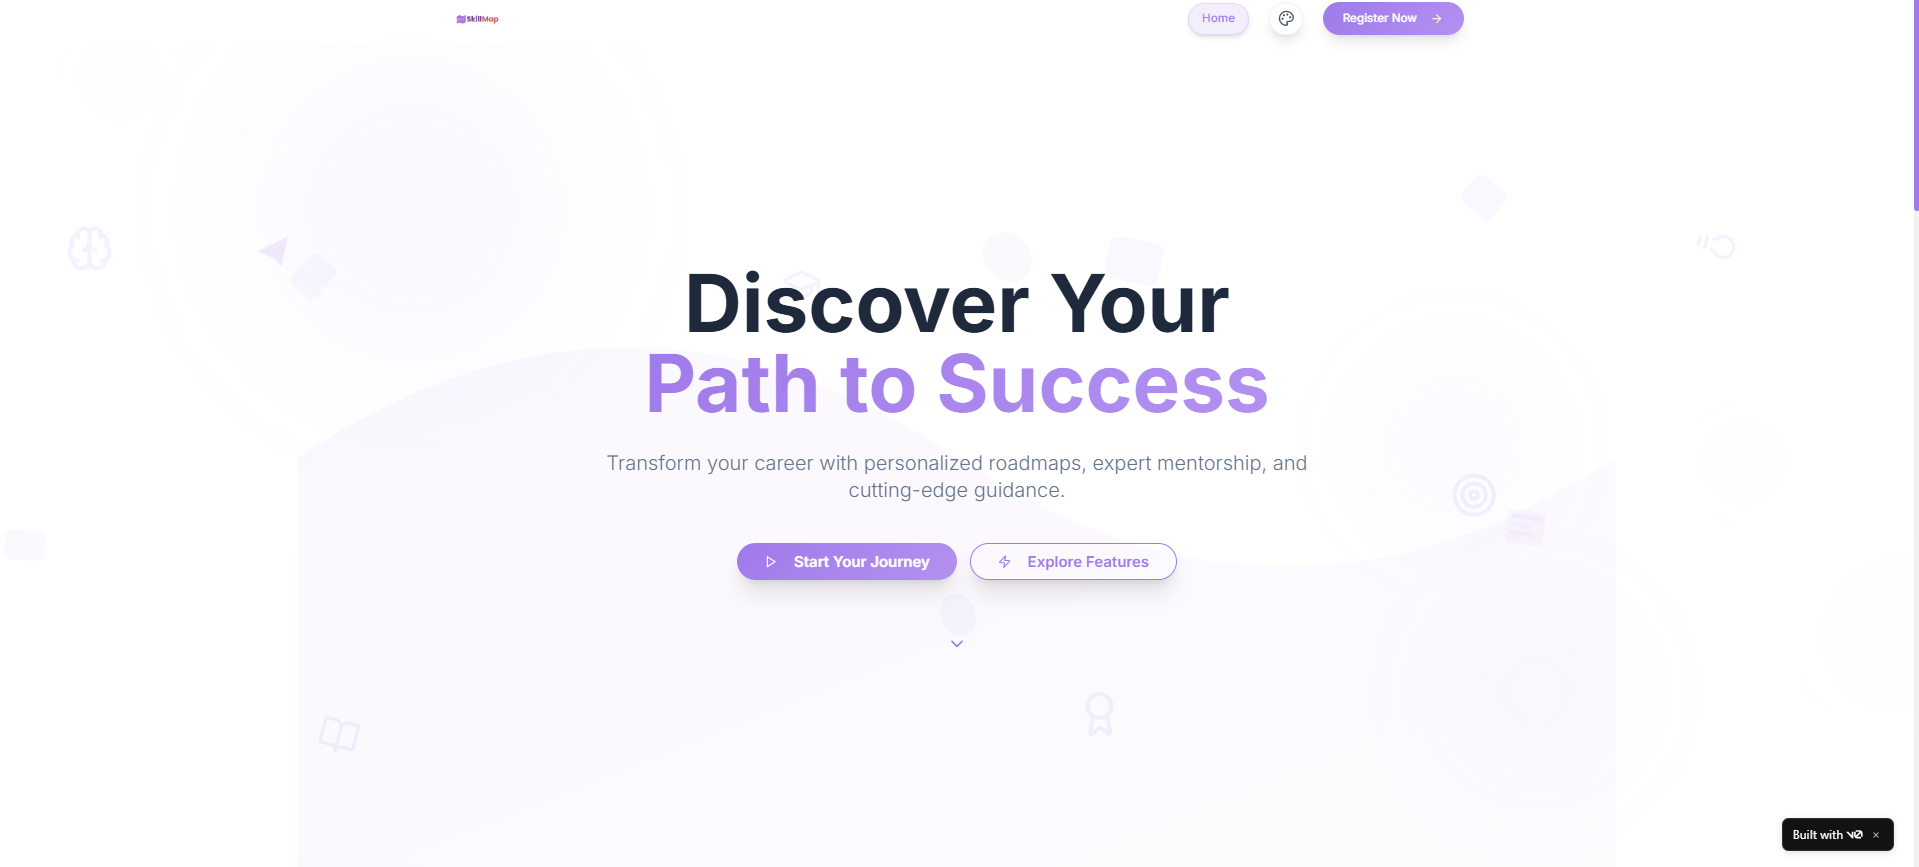 SkillMap
Home
Register Now
Discover Your
Path to Success
Transform your career with personalized roadmaps, expert mentorship, and
cutting-edge guidance.
Start Your Journey
Explore Features
Built with v0